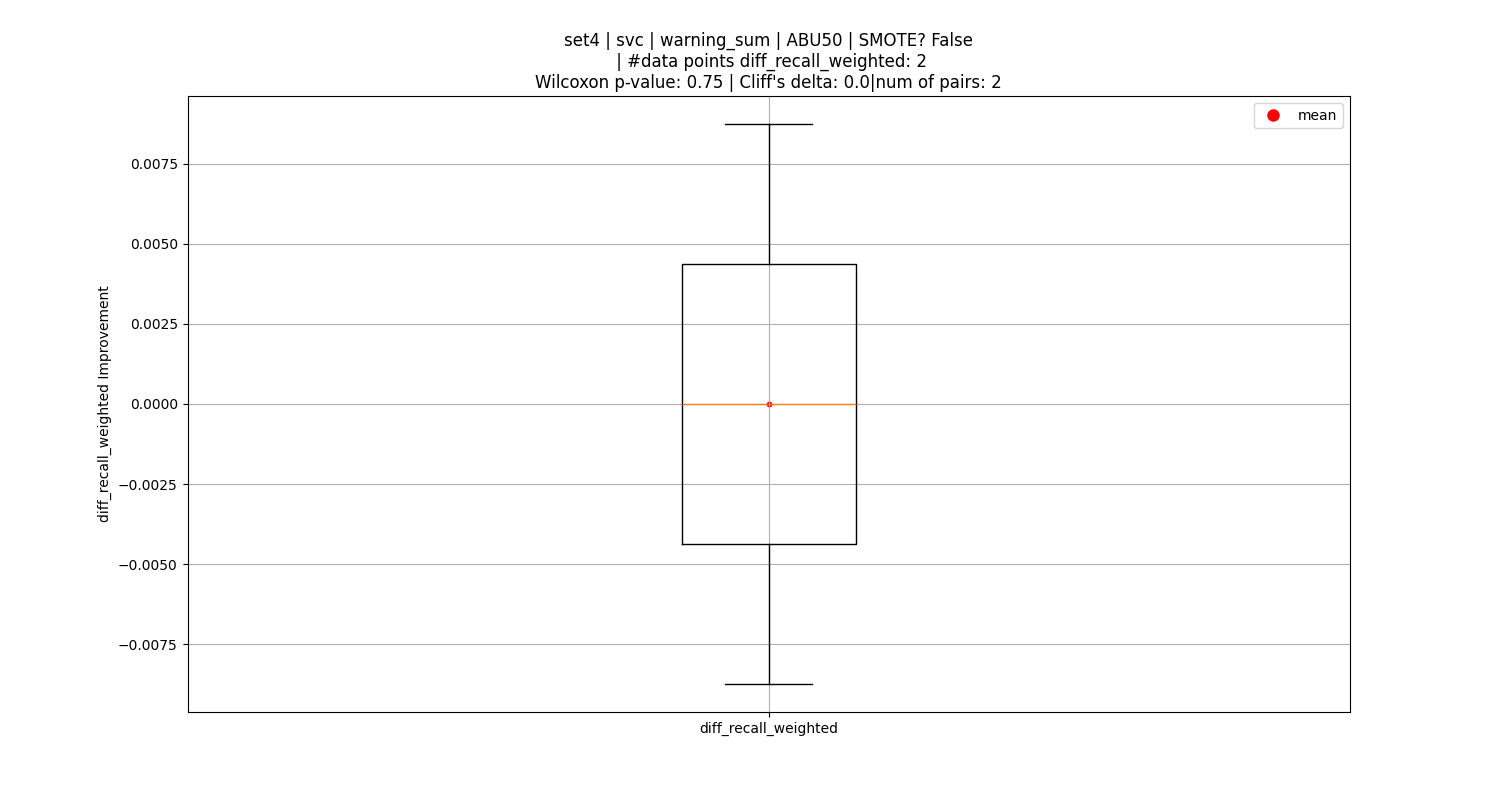 set4 | svc | warning_sum | ABU50 | SMOTE? False
| #data points diff_recall_weighted: 2
Wilcoxon p-value: 0.75 | Cliff's delta: 0.0|num of pairs: 2
mean
0.0075
0.0050
0.0025
0.0000
−0.0025
−0.0050
−0.0075
diff_recall_weighted Improvement
diff_recall_weighted